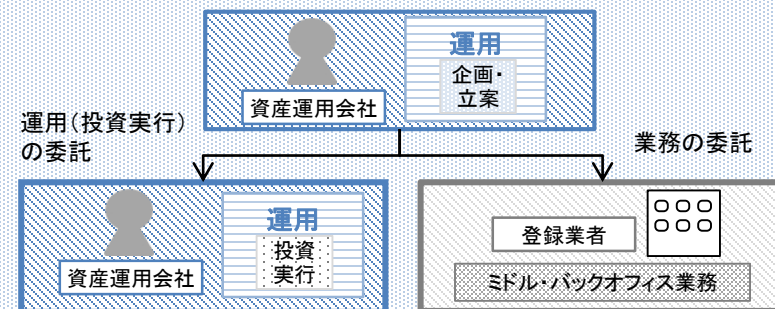 運用
企画・
立案
資産運用会社
運用(投資実行)
の委託
業務の委託
運用
投資
実行
資産運用会社
登録業者
ミドル・バックオフィス業務